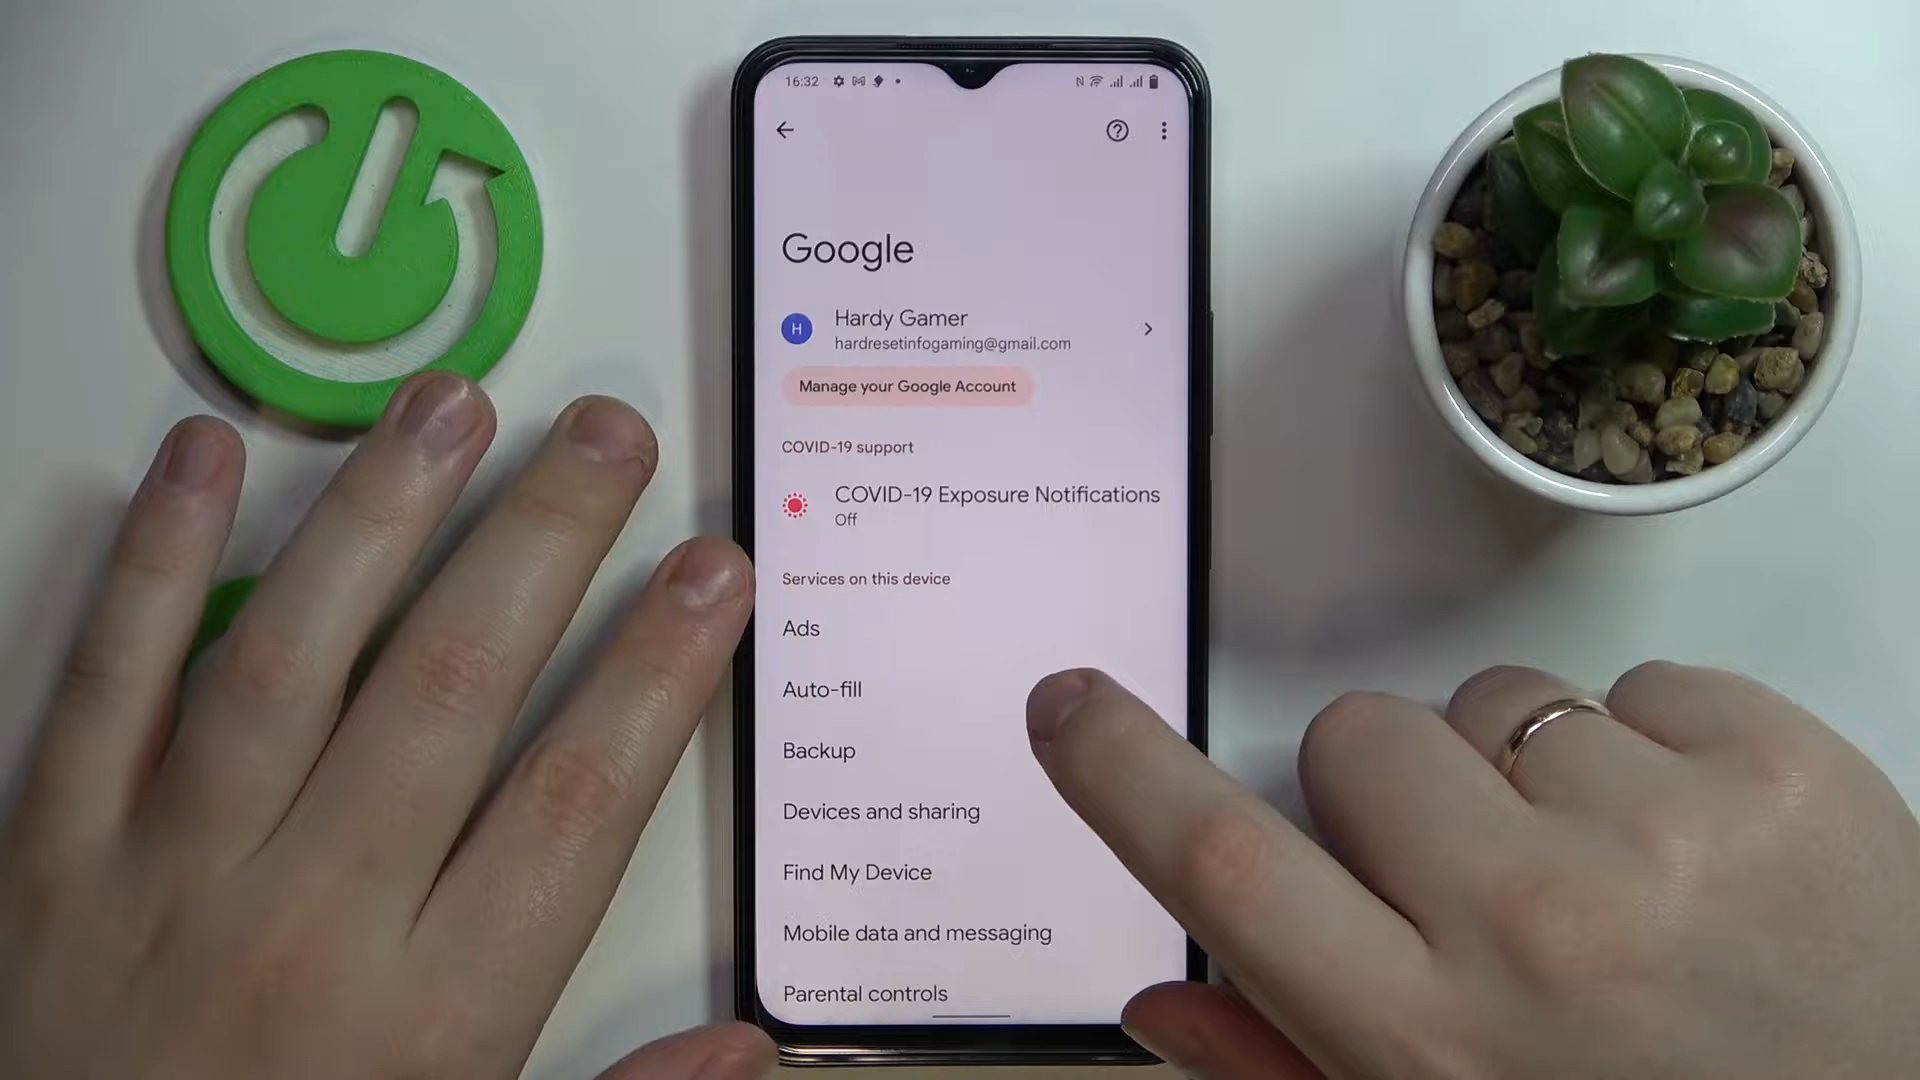 16:32
Google
H
Hardy Gamer
hardresetinfogaming@gmail.com
Manage your Google Account
COVID-19 support
COVID-19 Exposure Notifications
Off
Services on this device
Ads
Auto-fill
Backup
Devices and sharing
Find My Device
Mobile data and messaging
Parental controls